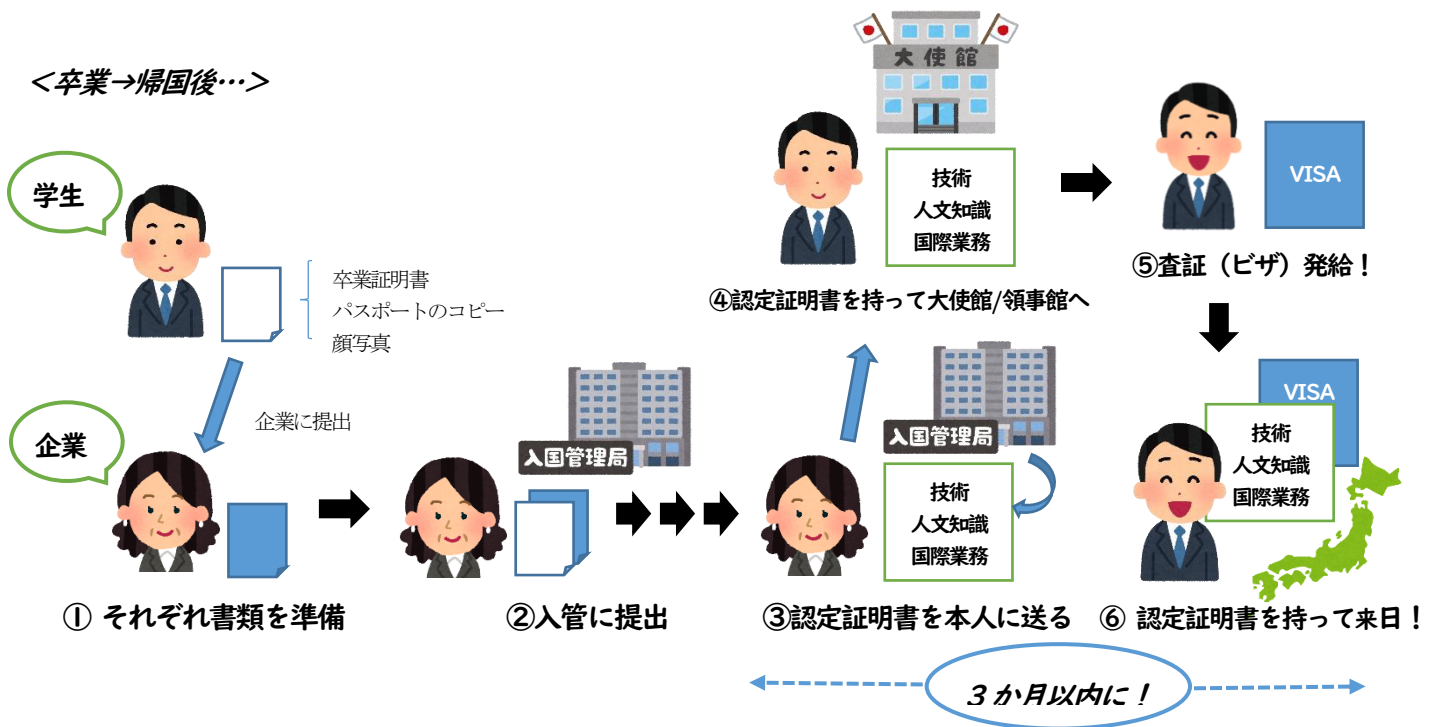 <卒業→帰国後…>
学生
卒業証明書
パスポートのコピー
顔写真
企業に提出
企業
① それぞれ書類を準備
入国管理局
②入管に提出
入国管理局
技術
人文知識
国際業務
③認定証明書を本人に送る
大使館
技術
人文知識
国際業務
④認定証明書を持って大使館/領事館へ
VISA
⑤査証（ビザ）発給！
VISA
技術
人文知識
国際業務
⑥ 認定証明書を持って来日！
３か月以内に！